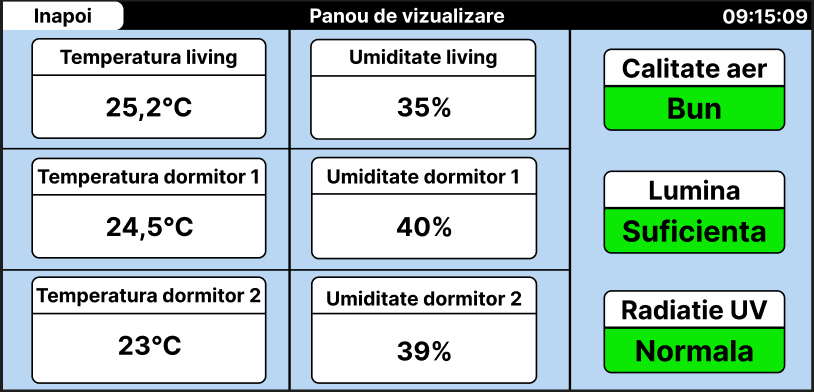 Inapoi
Panou de vizualizare
09:15:09
Temperatura living
25,2°C
Umiditate living
35%
Calitate aer
Bun
Temperatura dormitor 1
24,5°C
Umiditate dormitor 1
40%
Lumina
Suficienta
Temperatura dormitor 2
23°C
Umiditate dormitor 2
39%
Radiatie UV
Normala